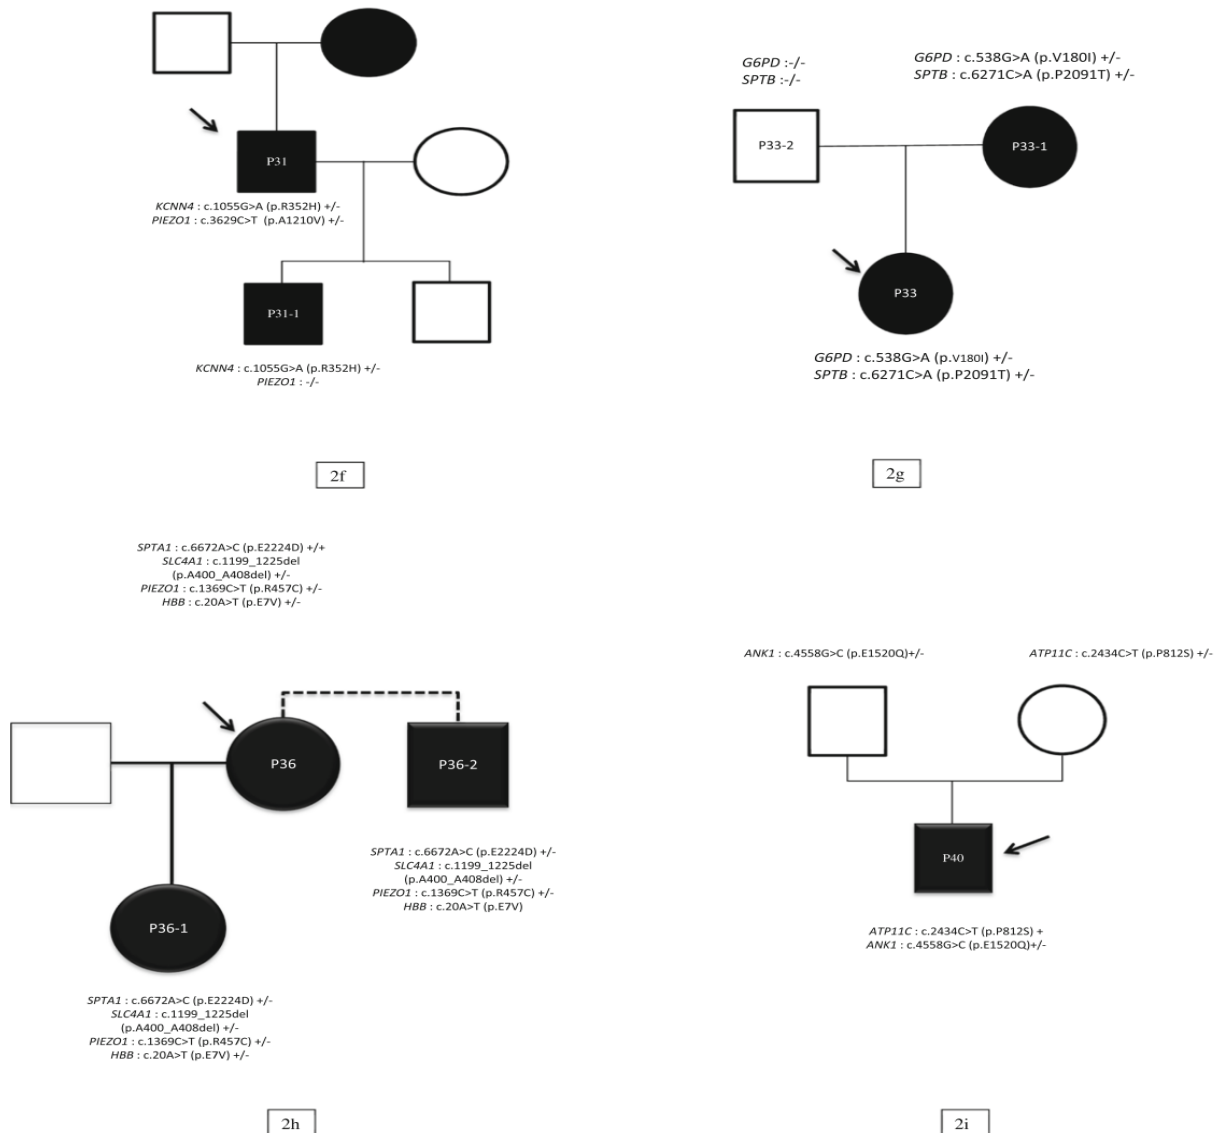 P31
KCNN4 : c.1055G>A (p.R352H) +/-
PIEZO1 : c.3629C>T (p.A1210V) +/-
P31-1
KCNN4 : c.1055G>A (p.R352H) +/-
PIEZO1 : -/-
2f
G6PD :-/-
SPTB :-/-
G6PD : c.538G>A (p.V180I) +/-
SPTB : c.6271C>A (p.P2091T) +/-
P33-2
P33-1
P33
G6PD : c.538G>A (p.V180I) +/-
SPTB : c.6271C>A (p.P2091T) +/-
2g
SPTA1 : c.6672A>C (p.E2224D) +/+
SLC4A1 : c.1199_1225del
(p.A400_A408del) +/-
PIEZO1 : c.1369C>T (p.R457C) +/-
HBB : c.20A>T (p.E7V) +/-
P36
P36-2
SPTA1 : c.6672A>C (p.E2224D) +/-
SLC4A1 : c.1199_1225del
(p.A400_A408del) +/-
PIEZO1 : c.1369C>T (p.R457C) +/-
HBB : c.20A>T (p.E7V)
P36-1
SPTA1 : c.6672A>C (p.E2224D) +/-
SLC4A1 : c.1199_1225del
(p.A400_A408del) +/-
PIEZO1 : c.1369C>T (p.R457C) +/-
HBB : c.20A>T (p.E7V) +/-
2h
ANK1 : c.4558G>C (p.E1520Q)+/-
ATP11C : c.2434C>T (p.P812S) +/-
P40
ATP11C : c.2434C>T (p.P812S) +
ANK1 : c.4558G>C (p.E1520Q)+/-
2i